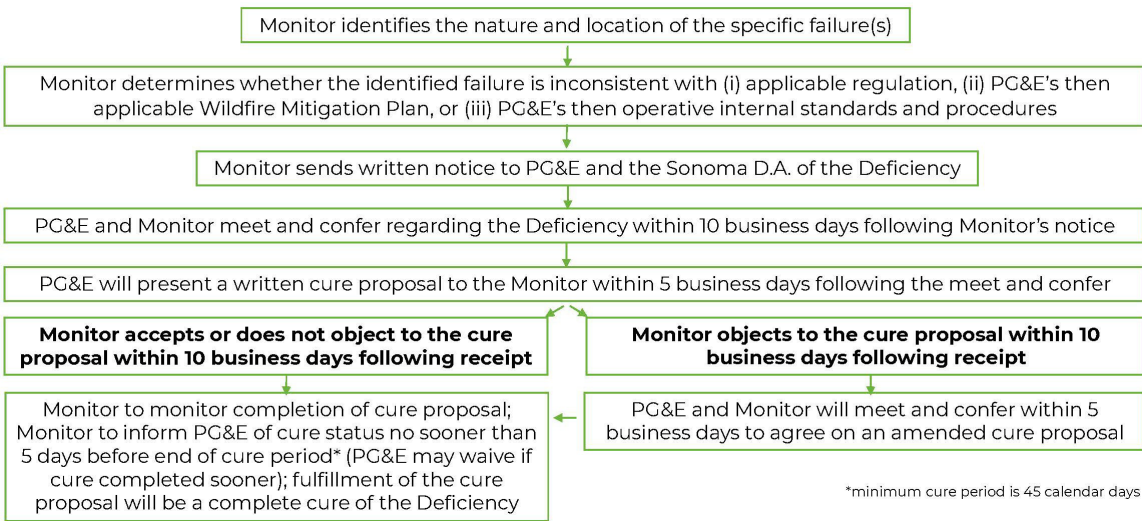 Monitor identifies the nature and location of the specific failure(s)
Monitor determines whether the identified failure is inconsistent with (i) applicable regulation, (ii) PG&E’s then
applicable Wildfire Mitigation Plan, or (iii) PG&E’s then operative internal standards and procedures
Monitor sends written notice to PG&E and the Sonoma D.A. of the Deficiency
PG&E and Monitor meet and confer regarding the Deficiency within 10 business days following Monitor’s notice
PG&E will present a written cure proposal to the Monitor within 5 business days following the meet and confer
Monitor accepts or does not object to the cure
proposal within 10 business days following receipt
Monitor objects to the cure proposal within 10
business days following receipt
Monitor to monitor completion of cure proposal;
Monitor to inform PG&E of cure status no sooner than
5 days before end of cure period* (PG&E may waive if
cure completed sooner); fulfillment of the cure
proposal will be a complete cure of the Deficiency
PG&E and Monitor will meet and confer within 5
business days to agree on an amended cure proposal
*minimum cure period is 45 calendar days